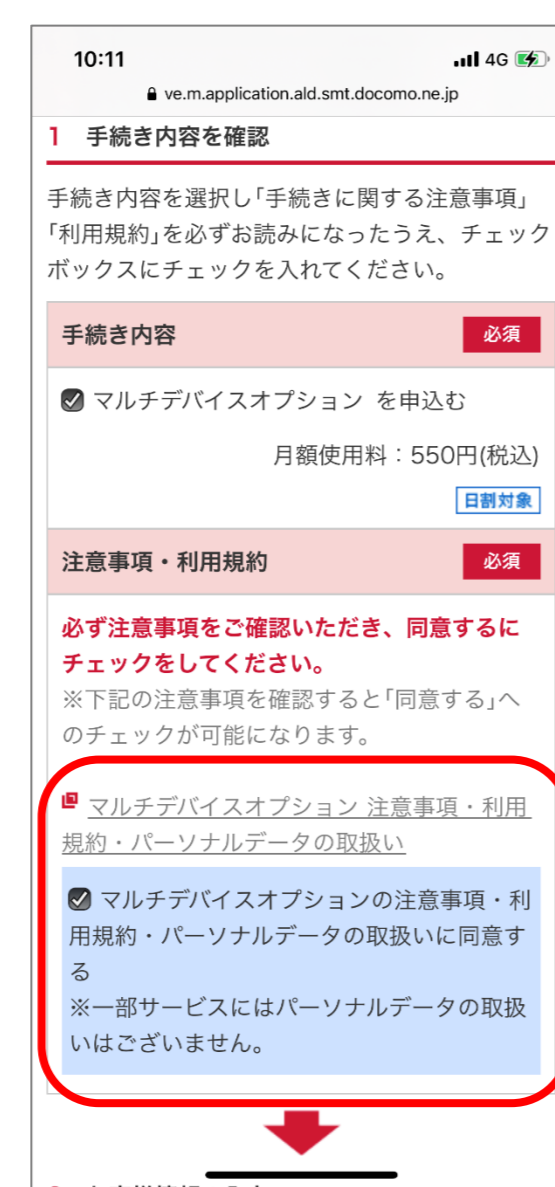 10:11
4G
ve.m.application.ald.smt.docomo.ne.jp
1 手続き内容を確認
手続き内容を選択し「手続きに関する注意事項」
「利用規約」を必ずお読みになったうえ、チェック
ボックスにチェックを入れてください。
手続き内容 必須
マルチデバイスオプション を申込む
月額使用料：550円(税込)
日割対象
注意事項・利用規約 必須
必ず注意事項をご確認いただき、同意するに
チェックをしてください。
※下記の注意事項を確認すると「同意する」へ
のチェックが可能になります。
マルチデバイスオプション 注意事項・利用
規約・パーソナルデータの取扱い
マルチデバイスオプションの注意事項・利
用規約・パーソナルデータの取扱いに同意す
る
※一部サービスにはパーソナルデータの取扱
いはございません。